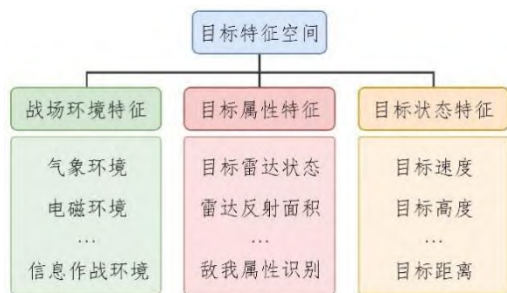 目标特征空间
战场环境特征
目标属性特征
目标状态特征
气象环境
电磁环境
…
信息作战环境
目标雷达状态
雷达反射面积
…
敌我属性识别
目标速度
目标高度
…
目标距离